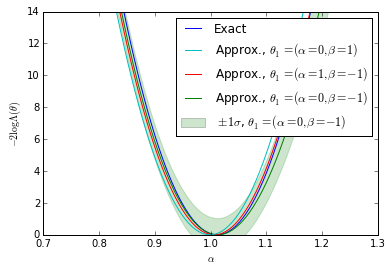 14
12
10
8
6
4
2
0
−2logΛ(θ)
Exact
Approx., θ₁ =(α=0,β=1)
Approx., θ₁ =(α=1,β=−1)
Approx., θ₁ =(α=0,β=−1)
±1σ, θ₁ =(α=0,β=−1)
0.7 0.8 0.9 1.0 1.1 1.2 1.3
α